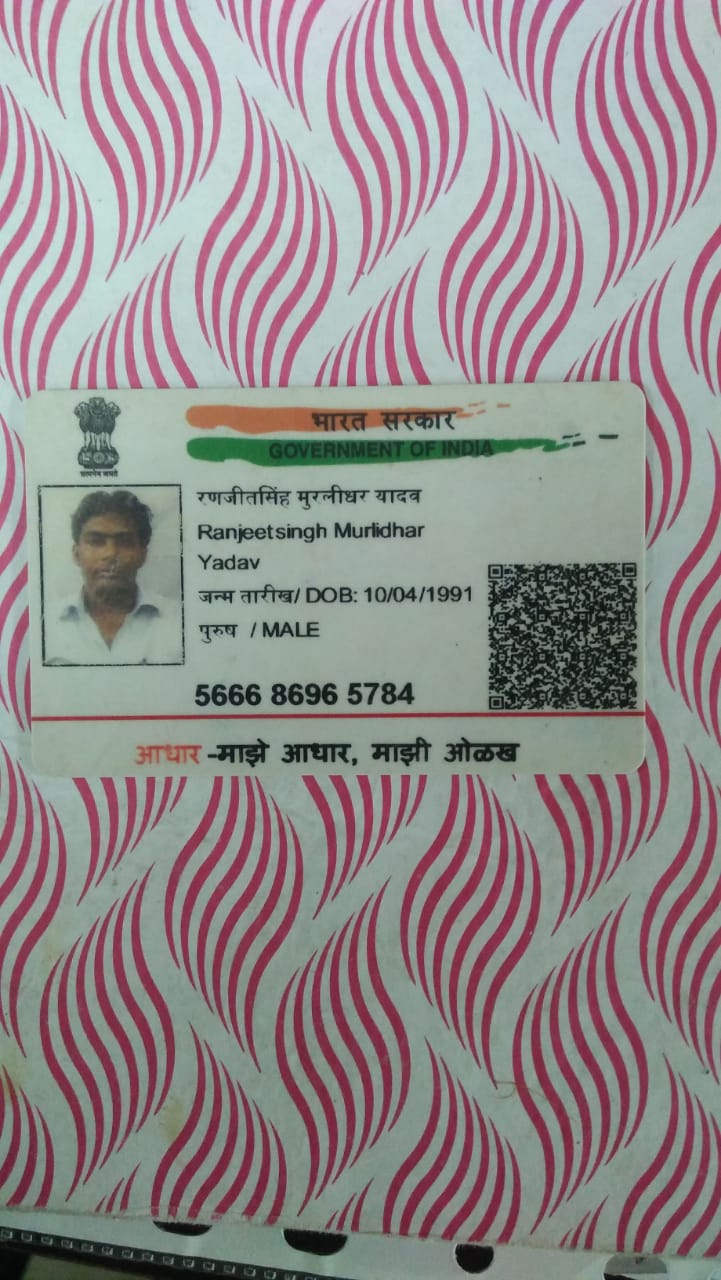 भारत सरकार
GOVERNMENT OF INDIA
सत्यमेव जयते
रणजीतसिंह मुरलीधर यादव
Ranjeetsingh Murlidhar
Yadav
जन्म तारीख/ DOB: 10/04/1991
पुरुष / MALE
5666 8696 5784
आधार -माझे आधार, माझी ओळख